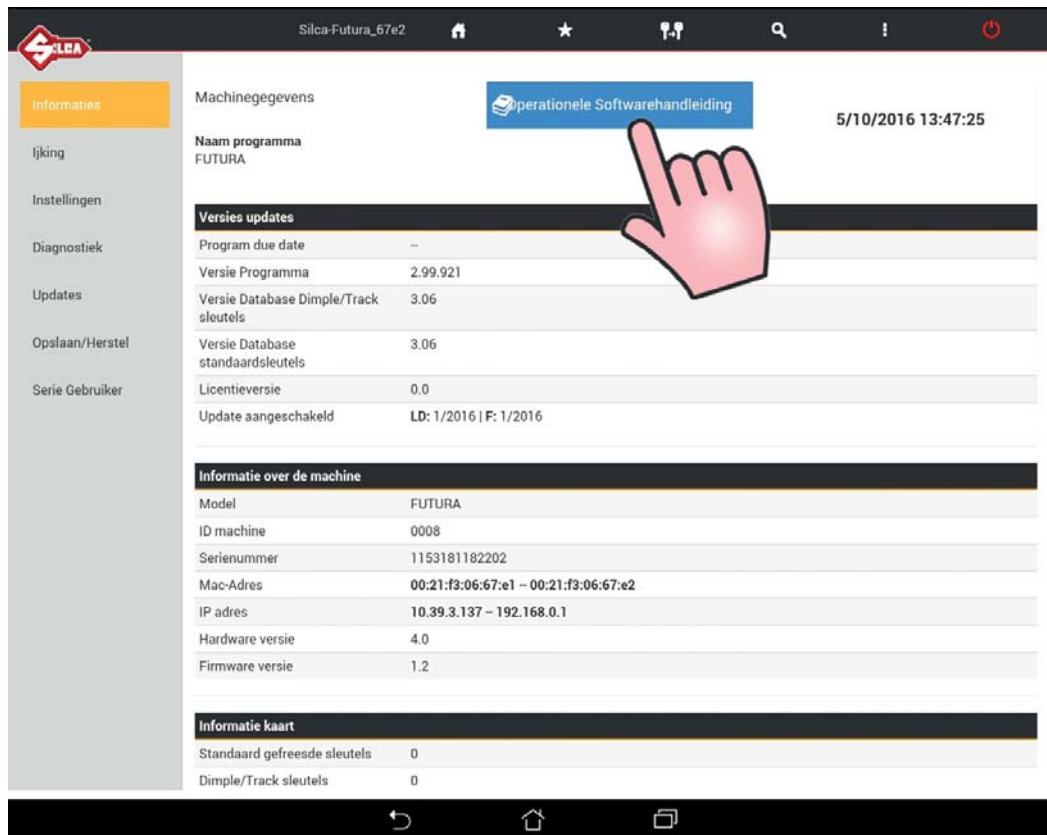 Silca-Futura_67e2
SILCA
Informaties
Ijking
Instellingen
Diagnostiek
Updates
Opslaan/Herstel
Serie Gebruiker
Machinegegevens
Operationele Softwarehandleiding
5/10/2016 13:47:25
Naam programma
FUTURA
Versies updates
Program due date --
Versie Programma 2.99.921
Versie Database Dimple/Track
sleutels 3.06
Versie Database
standaardsleutels 3.06
Licentieversie 0.0
Update aangeschakeld LD: 1/2016 | F: 1/2016
Informatie over de machine
Model FUTURA
ID machine 0008
Serienummer 1153181182202
Mac-Adres 00:21:f3:06:67:e1 -- 00:21:f3:06:67:e2
IP adres 10.39.3.137 -- 192.168.0.1
Hardware versie 4.0
Firmware versie 1.2
Informatie kaart
Standaard gefreesde sleutels 0
Dimple/Track sleutels 0